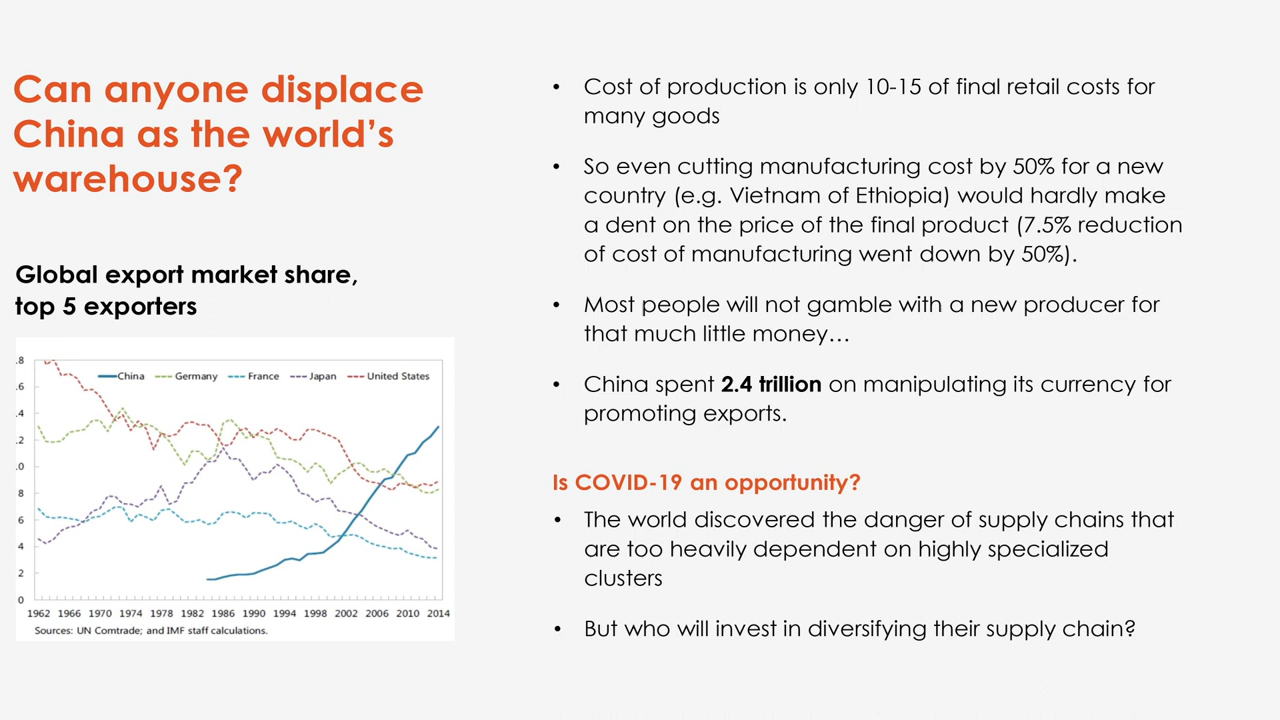 Can anyone displace
China as the world's
warehouse?
Global export market share,
top 5 exporters
.8
.6
.4
.2
.0
8
6
4
2
0
China Germany France Japan United States
1962 1966 1970 1974 1978 1982 1986 1990 1994 1998 2002 2006 2010 2014
Sources: UN Comtrade; and IMF staff calculations.
• Cost of production is only 10-15 of final retail costs for
many goods
• So even cutting manufacturing cost by 50% for a new
country (e.g. Vietnam of Ethiopia) would hardly make
a dent on the price of the final product (7.5% reduction
of cost of manufacturing went down by 50%).
• Most people will not gamble with a new producer for
that much little money…
• China spent 2.4 trillion on manipulating its currency for
promoting exports.
Is COVID-19 an opportunity?
• The world discovered the danger of supply chains that
are too heavily dependent on highly specialized
clusters
• But who will invest in diversifying their supply chain?